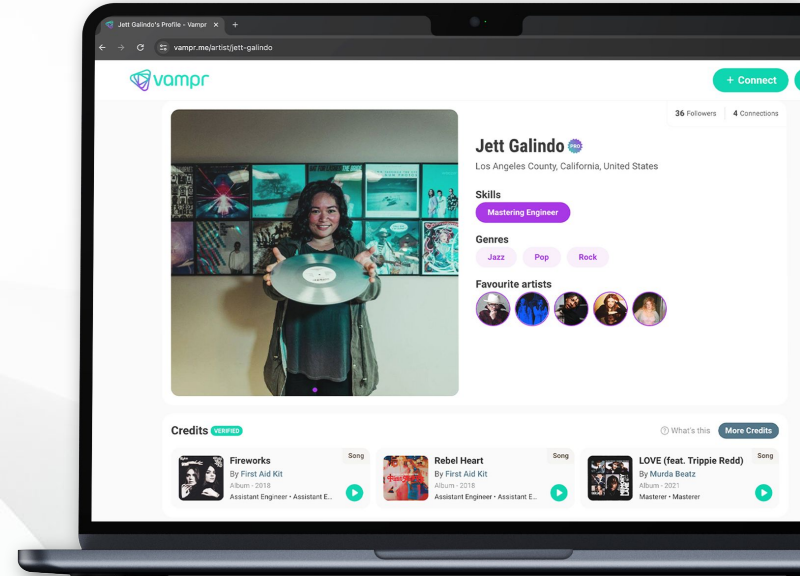 Jett Galindo's Profile - Vampr
vampr.me/artist/jett-galindo
vampr
+ Connect
36 Followers
4 Connections
Jett Galindo PRO
Los Angeles County, California, United States
Skills
Mastering Engineer
Genres
Jazz Pop Rock
Favourite artists
Credits VERIFIED
? What's this
More Credits
Fireworks
Song
By First Aid Kit
Album - 2018
Assistant Engineer • Assistant E...
Rebel Heart
Song
By First Aid Kit
Album - 2018
Assistant Engineer • Assistant E...
LOVE (feat. Trippie Redd)
Song
By Murda Beatz
Album - 2021
Masterer • Masterer